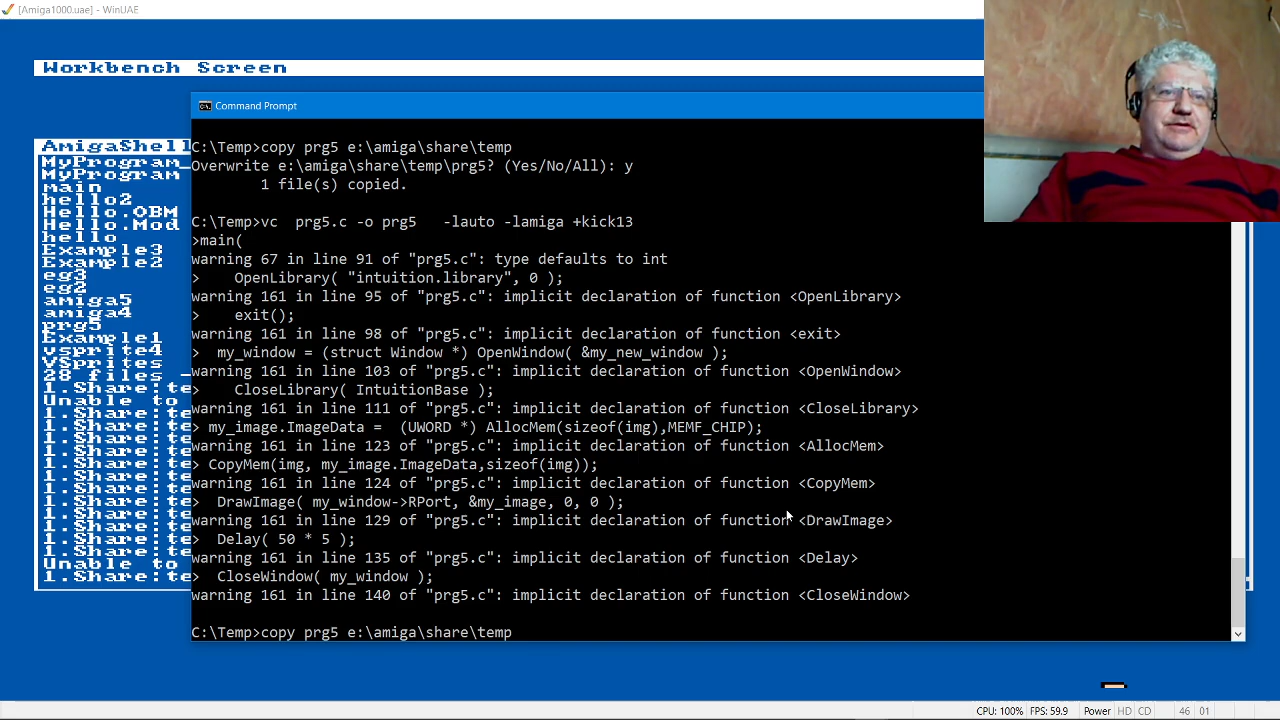 [Amiga1000.uae] - WinUAE
Workbench Screen
Command Prompt
AmigaShell
MyProgram
MyProgram
main
hello2
Hello.OBM
Hello.Mod
hello
Example3
Example2
eg3
eg2
amiga5
amiga4
prg5
Example1
vsprite4
VSprites
28 files
1.Share:te
Unable to
1.Share:te
1.Share:te
1.Share:te
1.Share:te
1.Share:te
1.Share:te
1.Share:te
1.Share:te
1.Share:te
1.Share:te
1.Share:te
1.Share:te
Unable to
1.Share:te
C:\Temp>copy prg5 e:\amiga\share\temp
Overwrite e:\amiga\share\temp\prg5? (Yes/No/All): y
1 file(s) copied.
C:\Temp>vc  prg5.c -o prg5   -lauto -lamiga +kick13
>main(
warning 67 in line 91 of "prg5.c": type defaults to int
>    OpenLibrary( "intuition.library", 0 );
warning 161 in line 95 of "prg5.c": implicit declaration of function <OpenLibrary>
>    exit();
warning 161 in line 98 of "prg5.c": implicit declaration of function <exit>
>  my_window = (struct Window *) OpenWindow( &my_new_window );
warning 161 in line 103 of "prg5.c": implicit declaration of function <OpenWindow>
>    CloseLibrary( IntuitionBase );
warning 161 in line 111 of "prg5.c": implicit declaration of function <CloseLibrary>
> my_image.ImageData =  (UWORD *) AllocMem(sizeof(img),MEMF_CHIP);
warning 161 in line 123 of "prg5.c": implicit declaration of function <AllocMem>
> CopyMem(img, my_image.ImageData,sizeof(img));
warning 161 in line 124 of "prg5.c": implicit declaration of function <CopyMem>
>  DrawImage( my_window->RPort, &my_image, 0, 0 );
warning 161 in line 129 of "prg5.c": implicit declaration of function <DrawImage>
>  Delay( 50 * 5 );
warning 161 in line 135 of "prg5.c": implicit declaration of function <Delay>
>  CloseWindow( my_window );
warning 161 in line 140 of "prg5.c": implicit declaration of function <CloseWindow>
C:\Temp>copy prg5 e:\amiga\share\temp
CPU: 100% FPS: 59.9 Power HD CD 46 01